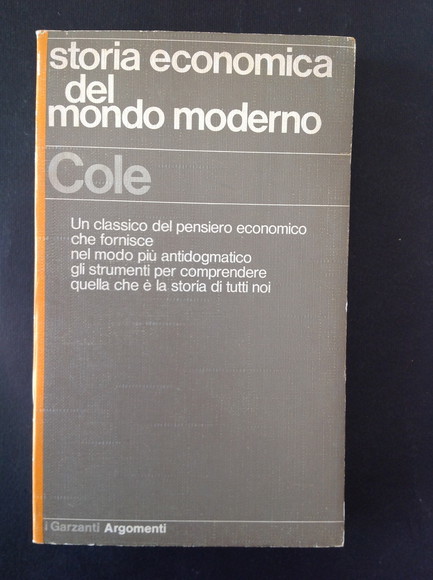 storia economica
del
mondo moderno
Cole
Un classico del pensiero economico
che fornisce
nel modo più antidogmatico
gli strumenti per comprendere
quella che è la storia di tutti noi
i Garzanti Argomenti